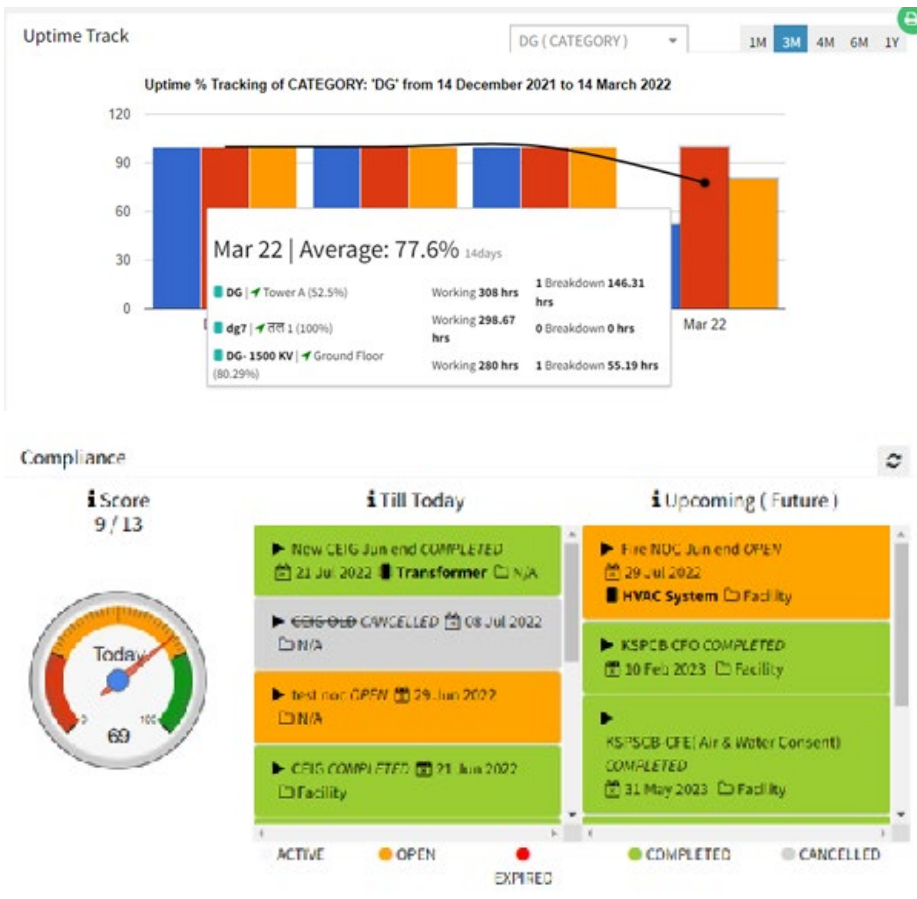 Uptime Track
DG ( CATEGORY )
1M 3M 4M 6M 1Y
Uptime % Tracking of CATEGORY: 'DG' from 14 December 2021 to 14 March 2022
120
90
60
30
0
Mar 22 | Average: 77.6% 14days
DG | Tower A (52.5%) Working 308 hrs 1 Breakdown 146.31 hrs
dg7 | तल 1 (100%) Working 298.67 hrs 0 Breakdown 0 hrs
DG- 1500 KV | Ground Floor (80.29%) Working 280 hrs 1 Breakdown 55.19 hrs
Mar 22
Compliance
Score
9 / 13
Today
0
100
69
Till Today
New CEIG Jun end COMPLETED
21 Jul 2022 Transformer N/A
CEIG OLD CANCELLED 08 Jul 2022
N/A
test noc OPEN 29 Jun 2022
N/A
CEIG COMPLETED 21 Jun 2022
Facility
Upcoming ( Future )
Fire NOC Jun end OPEN
29 Jul 2022
HVAC System Facility
KSPCB CFO COMPLETED
10 Feb 2023 Facility
KSPSCB-CFE( Air & Water Consent)
COMPLETED
31 May 2023 Facility
ACTIVE OPEN EXPIRED
COMPLETED CANCELLED